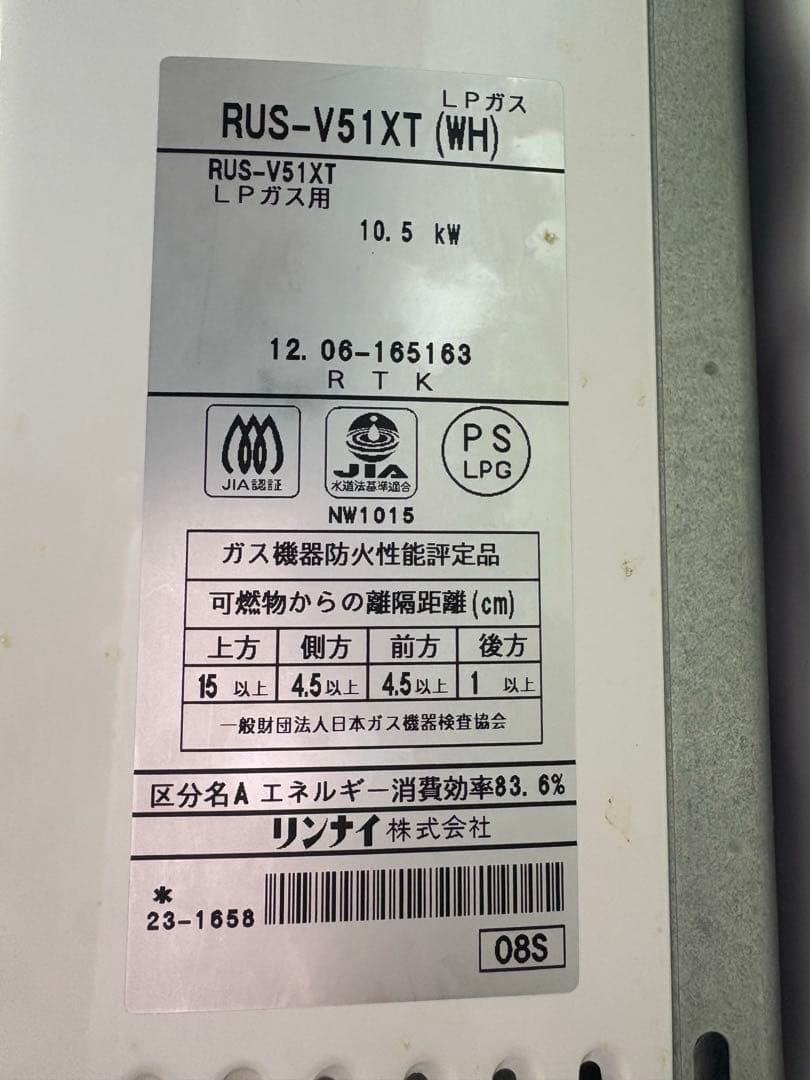 LPガス
RUS-V51XT(WH)
RUS-V51XT
LPガス用
10.5 kW
12.06-165163
RTK
JIA認証
JIA
水道法基準適合
PS
LPG
NW1015
ガス機器防火性能評定品
可燃物からの離隔距離(cm)
上方 側方 前方 後方
15 以上 4.5以上 4.5以上 1 以上
一般財団法人日本ガス機器検査協会
区分名A エネルギー消費効率83.6%
リンナイ株式会社
氺
23-1658
08S